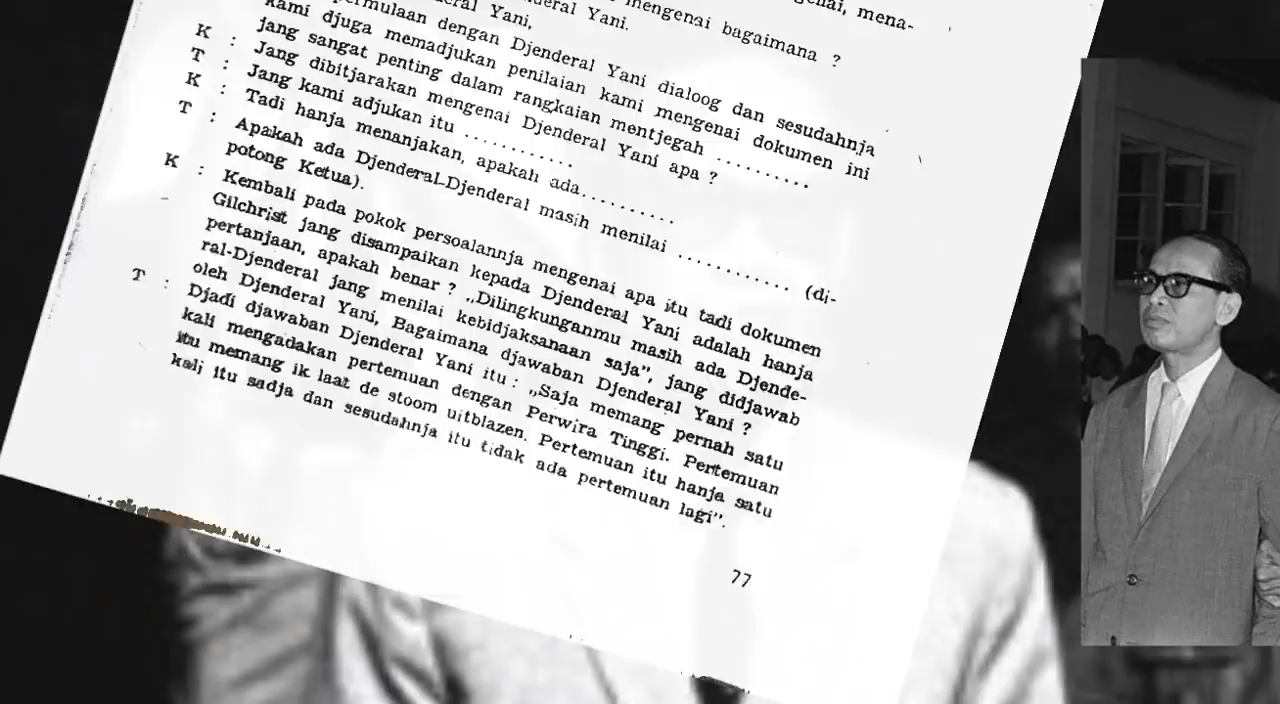 mengenai, mena-
mengenai bagaimana ?
deral Yani, deral Yani.
permulaan dengan Djenderal Yani dialoog dan sesudahnja
kami djuga memadjukan penilaian kami mengenai dokumen ini
jang sangat penting dalam rangkaian mentjegah ..........
K : Jang dibitjarakan mengenai Djenderal Yani apa ?
T : Jang kami adjukan itu ...........
K : Tadi hanja menanjakan, apakah ada..........
T : Apakah ada Djenderal-Djenderal masih menilai ............ (di-
potong Ketua).
K : Kembali pada pokok persoalannja mengenai apa itu tadi dokumen
Gilchrist jang disampaikan kepada Djenderal Yani adalah hanja
pertanjaan, apakah benar ? „Dilingkunganmu masih ada Djende-
ral-Djenderal jang menilai kebidjaksanaan saja", jang didjawab
oleh Djenderal Yani, Bagaimana djawaban Djenderal Yani ?
T : Djadi djawaban Djenderal Yani itu : „Saja memang pernah satu
kali mengadakan pertemuan dengan Perwira Tinggi. Pertemuan
itu memang ik laat de stoom uitblazen. Pertemuan itu hanja satu
kali itu sadja dan sesudahnja itu tidak ada pertemuan lagi".
77